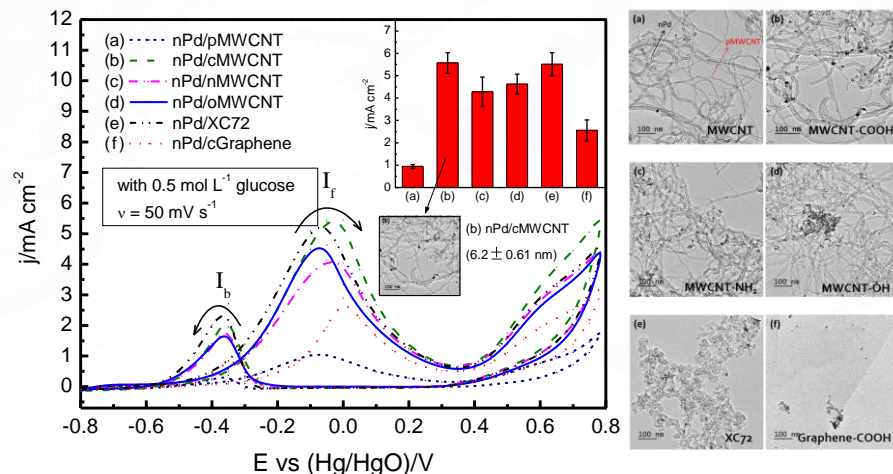 (a) nPd/pMWCNT
(b) nPd/cMWCNT
(c) nPd/nMWCNT
(d) nPd/oMWCNT
(e) nPd/XC72
(f) nPd/cGraphene
with 0.5 mol L⁻¹ glucose
ν = 50 mV s⁻¹
I_f
I_b
j/mA cm⁻²
12
11
10
9
8
7
6
5
4
3
2
1
0
-0.8 -0.6 -0.4 -0.2 0.0 0.2 0.4 0.6 0.8
E vs (Hg/HgO)/V
j/mA cm⁻²
7
6
5
4
3
2
1
0
(a) (b) (c) (d) (e) (f)
(b)
100 nm
(b) nPd/cMWCNT
(6.2 ± 0.61 nm)
(a)
nPd
pMWCNT
100 nm
MWCNT
(b)
100 nm
MWCNT-COOH
(c)
100 nm
MWCNT-NH₂
(d)
100 nm
MWCNT-OH
(e)
100 nm
XC72
(f)
100 nm
Graphene-COOH